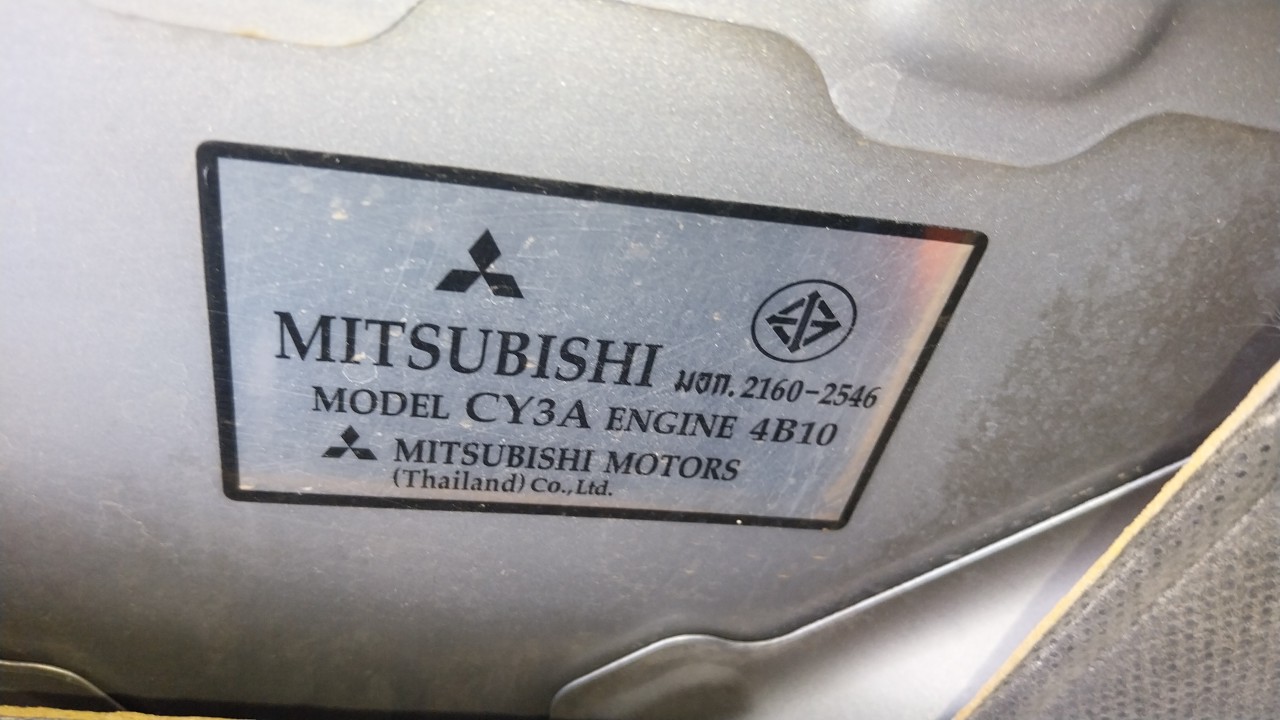 MITSUBISHI
มอก. 2160-2546
MODEL CY3A ENGINE 4B10
MITSUBISHI MOTORS
(Thailand) Co., Ltd.